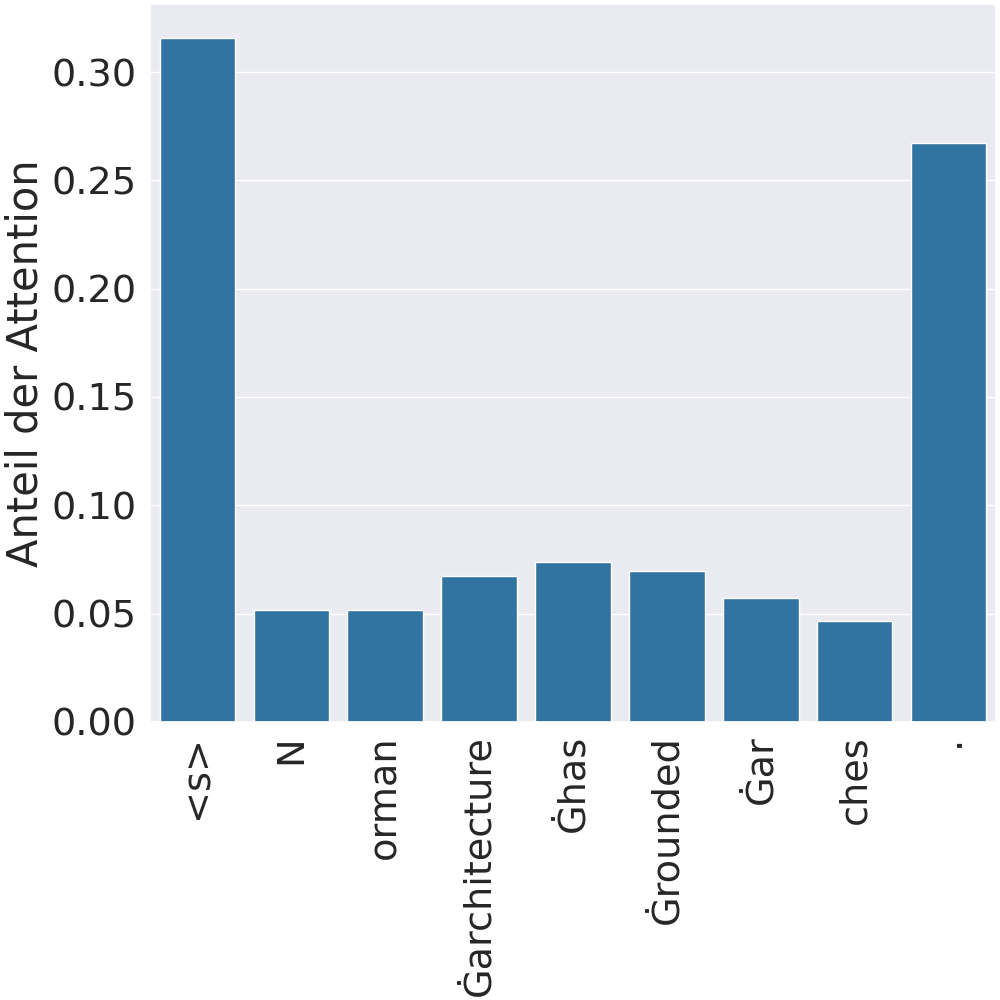 Anteil der Attention
0.30
0.25
0.20
0.15
0.10
0.05
0.00
<s>
N
orman
Ġarchitecture
Ġhas
Ġrounded
Ġar
ches
.